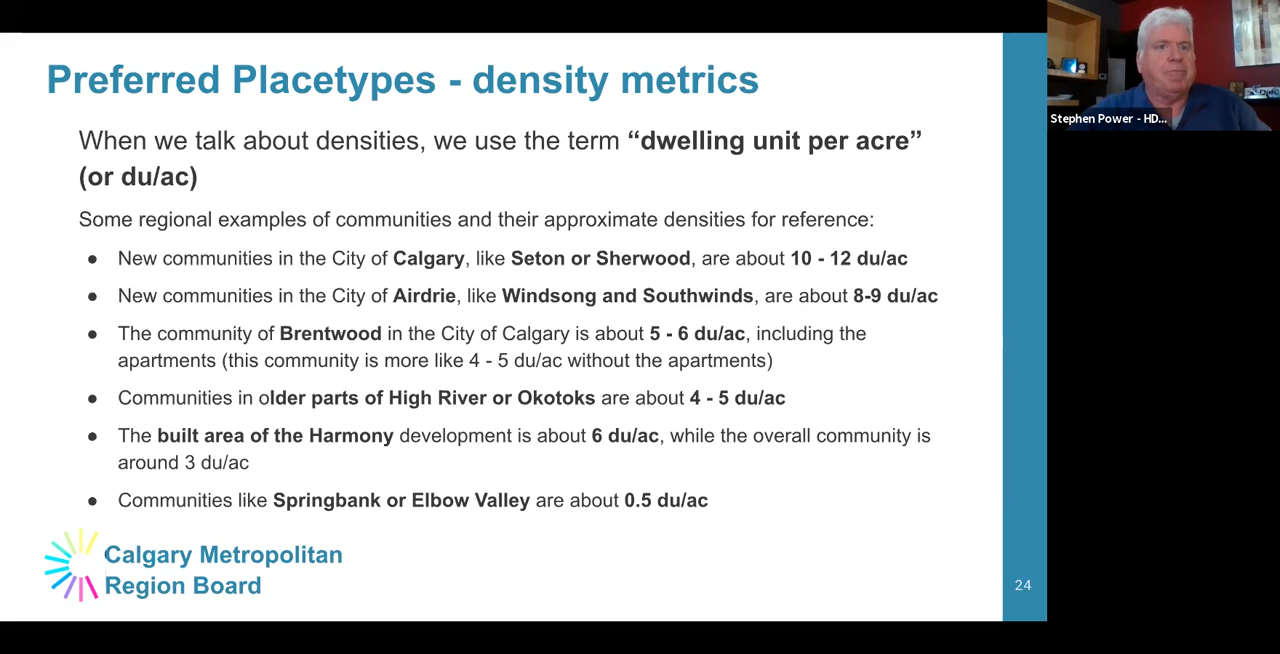 Preferred Placetypes - density metrics
When we talk about densities, we use the term “dwelling unit per acre”
(or du/ac)
Some regional examples of communities and their approximate densities for reference:
● New communities in the City of Calgary, like Seton or Sherwood, are about 10 - 12 du/ac
● New communities in the City of Airdrie, like Windsong and Southwinds, are about 8-9 du/ac
● The community of Brentwood in the City of Calgary is about 5 - 6 du/ac, including the
apartments (this community is more like 4 - 5 du/ac without the apartments)
● Communities in older parts of High River or Okotoks are about 4 - 5 du/ac
● The built area of the Harmony development is about 6 du/ac, while the overall community is
around 3 du/ac
● Communities like Springbank or Elbow Valley are about 0.5 du/ac
Calgary Metropolitan
Region Board
24
Stephen Power - HD...